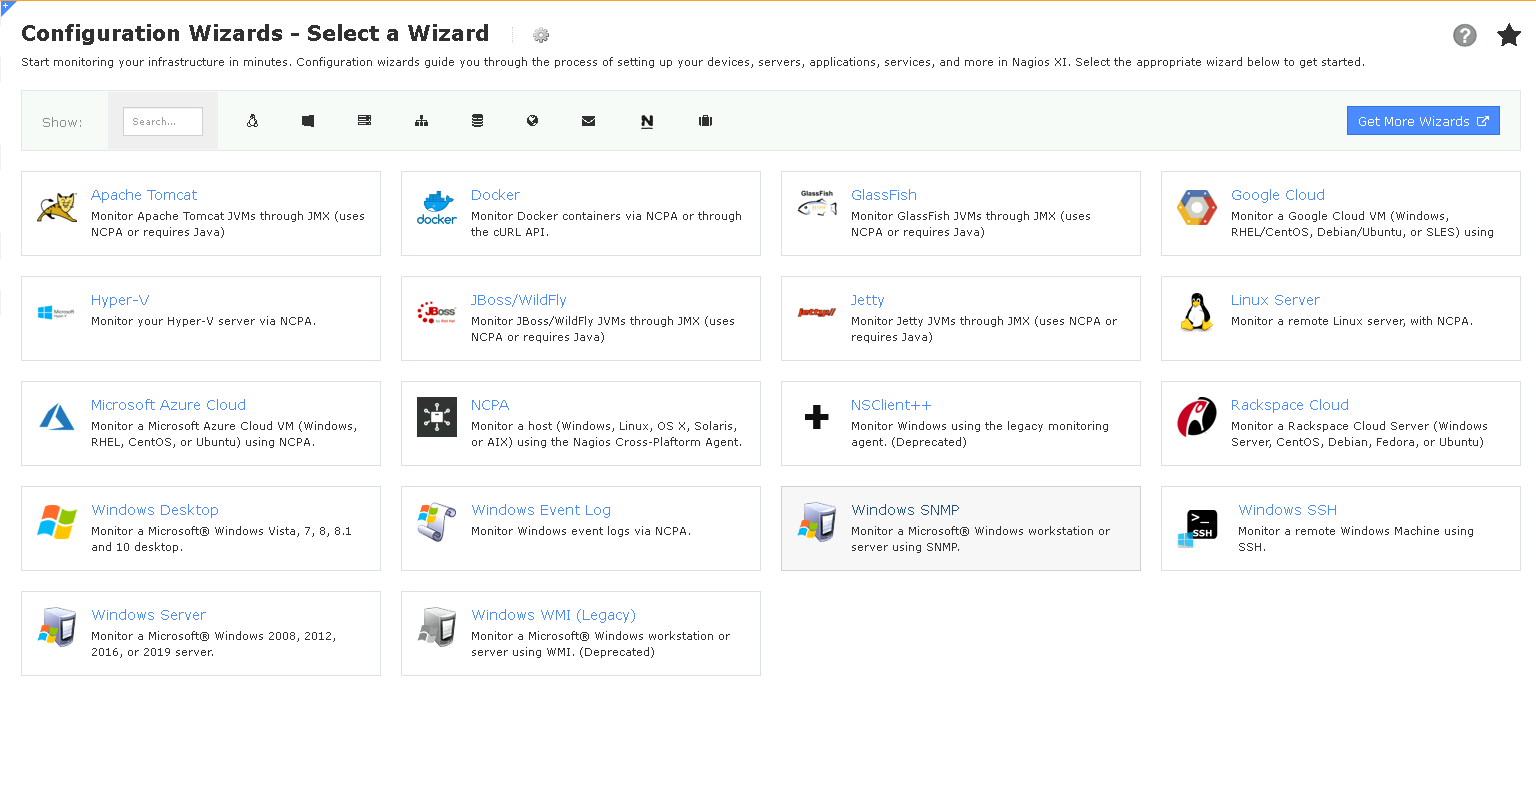 Configuration Wizards - Select a Wizard
Start monitoring your infrastructure in minutes. Configuration wizards guide you through the process of setting up your devices, servers, applications, services, and more in Nagios XI. Select the appropriate wizard below to get started.
Show:
Search...
N
Get More Wizards
Apache Tomcat
Monitor Apache Tomcat JVMs through JMX (uses
NCPA or requires Java)
docker
Docker
Monitor Docker containers via NCPA or through
the cURL API.
GlassFish
GlassFish
Monitor GlassFish JVMs through JMX (uses
NCPA or requires Java)
Google Cloud
Monitor a Google Cloud VM (Windows,
RHEL/CentOS, Debian/Ubuntu, or SLES) using
Microsoft
Hyper-V
Hyper-V
Monitor your Hyper-V server via NCPA.
JBoss
by Red Hat
JBoss/WildFly
Monitor JBoss/WildFly JVMs through JMX (uses
NCPA or requires Java)
jetty://
Jetty
Monitor Jetty JVMs through JMX (uses NCPA or
requires Java)
Linux Server
Monitor a remote Linux server, with NCPA.
Microsoft Azure Cloud
Monitor a Microsoft Azure Cloud VM (Windows,
RHEL, CentOS, or Ubuntu) using NCPA.
NCPA
Monitor a host (Windows, Linux, OS X, Solaris,
or AIX) using the Nagios Cross-Plaftorm Agent.
NSClient++
Monitor Windows using the legacy monitoring
agent. (Deprecated)
Rackspace Cloud
Monitor a Rackspace Cloud Server (Windows
Server, CentOS, Debian, Fedora, or Ubuntu)
Windows Desktop
Monitor a Microsoft® Windows Vista, 7, 8, 8.1
and 10 desktop.
Windows Event Log
Monitor Windows event logs via NCPA.
Windows SNMP
Monitor a Microsoft® Windows workstation or
server using SNMP.
>_
SSH
Windows SSH
Monitor a remote Windows Machine using
SSH.
Windows Server
Monitor a Microsoft® Windows 2008, 2012,
2016, or 2019 server.
Windows WMI (Legacy)
Monitor a Microsoft® Windows workstation or
server using WMI. (Deprecated)